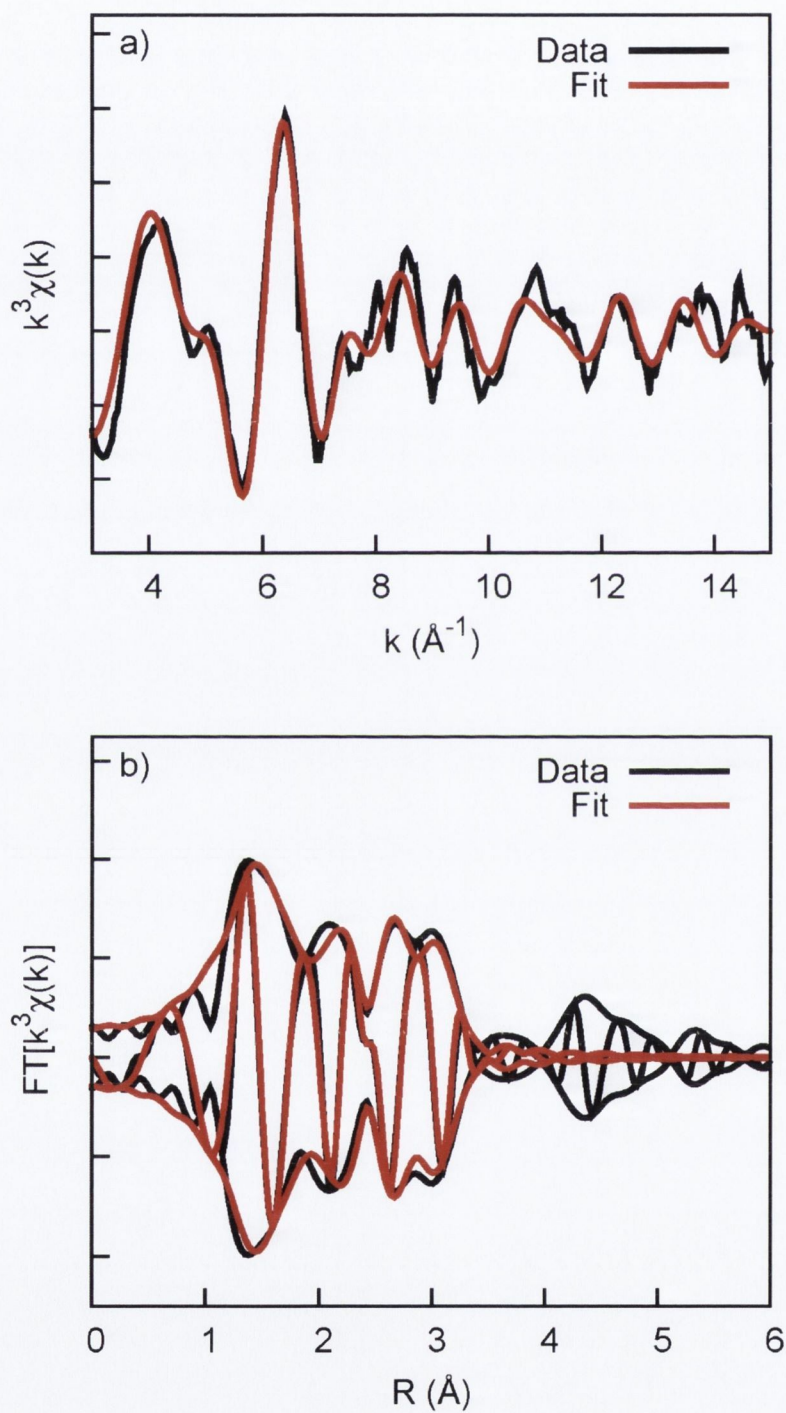 a)
Data
Fit
k³χ(k)
4 6 8 10 12 14
k (Å⁻¹)
b)
Data
Fit
FT[k³χ(k)]
0 1 2 3 4 5 6
R (Å)